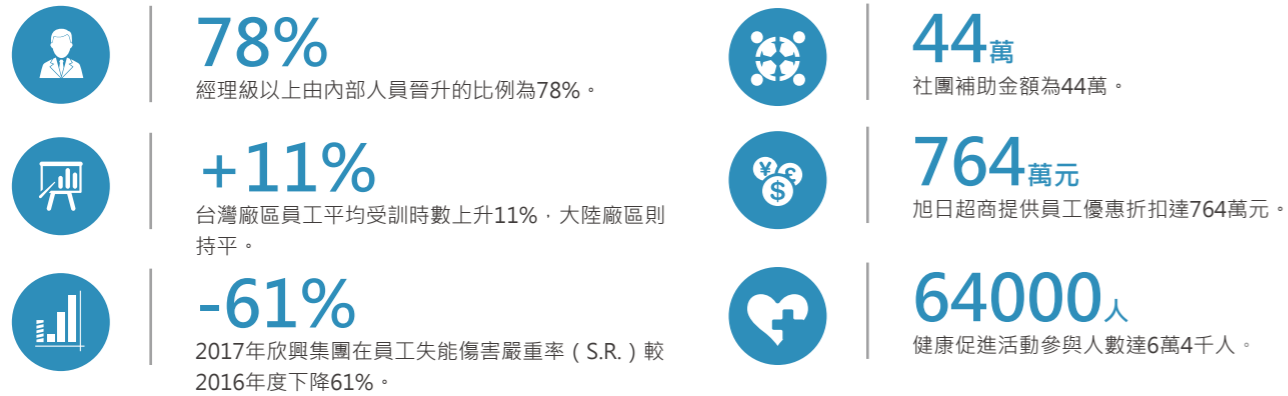 78%
經理級以上由內部人員晉升的比例為78%。
+11%
台灣廠區員工平均受訓時數上升11%，大陸廠區則
持平。
-61%
2017年欣興集團在員工失能傷害嚴重率（S.R.）較
2016年度下降61%。
44萬
社團補助金額為44萬。
764萬元
旭日超商提供員工優惠折扣達764萬元。
64000人
健康促進活動參與人數達6萬4千人。
¥
£
$